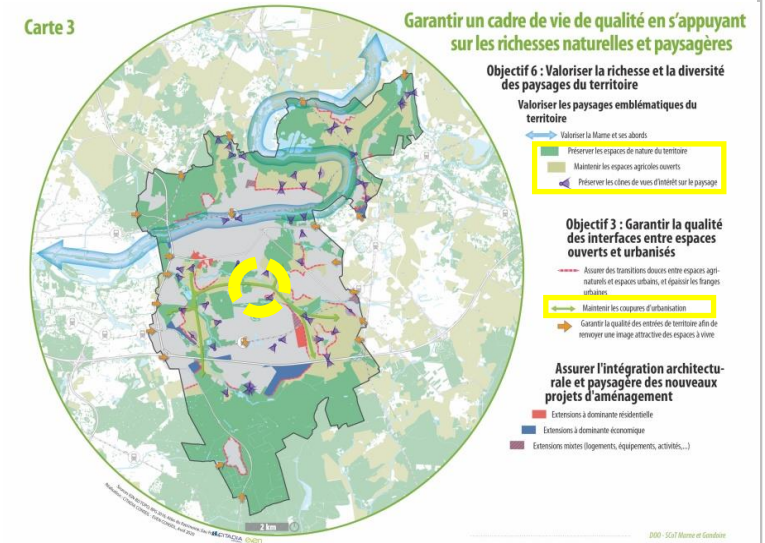 Carte 3
Garantir un cadre de vie de qualité en s'appuyant
sur les richesses naturelles et paysagères
Objectif 6 : Valoriser la richesse et la diversité
des paysages du territoire
Valoriser les paysages emblématiques du
territoire
Valoriser la Marne et ses abords
Préserver les espaces de nature du territoire
Maintenir les espaces agricoles ouverts
Préserver les cônes de vues d'intérêt sur le paysage
Objectif 3 : Garantir la qualité
des interfaces entre espaces
ouverts et urbanisés
Assurer des transitions douces entre espaces agri-
naturels et espaces urbains, et épaissir les franges
urbaines
Maintenir les coupures d'urbanisation
Garantir la qualité des entrées de territoire afin de
renvoyer une image attractive des espaces à vivre
Assurer l'intégration architectu-
rale et paysagère des nouveaux
projets d'aménagement
Extensions à dominante résidentielle
Extensions à dominante économique
Extensions mixtes (logements, équipements, activités,...)
2 km
CITADIA
even
DOO - SCoT Marne et Gondoire